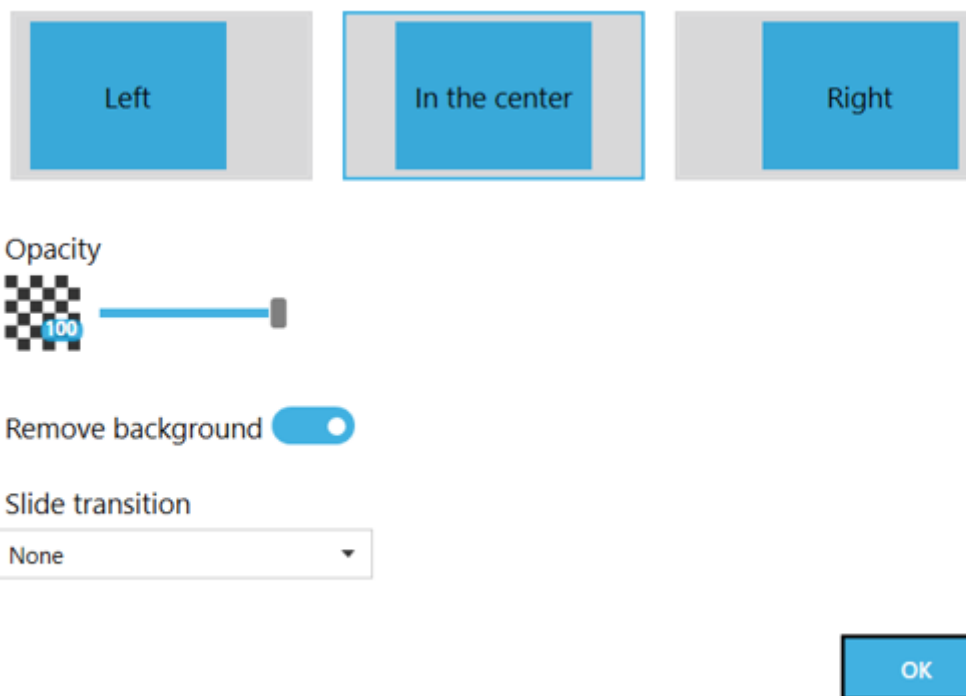 Left In the center Right
Opacity
100
Remove background
Slide transition
None
OK